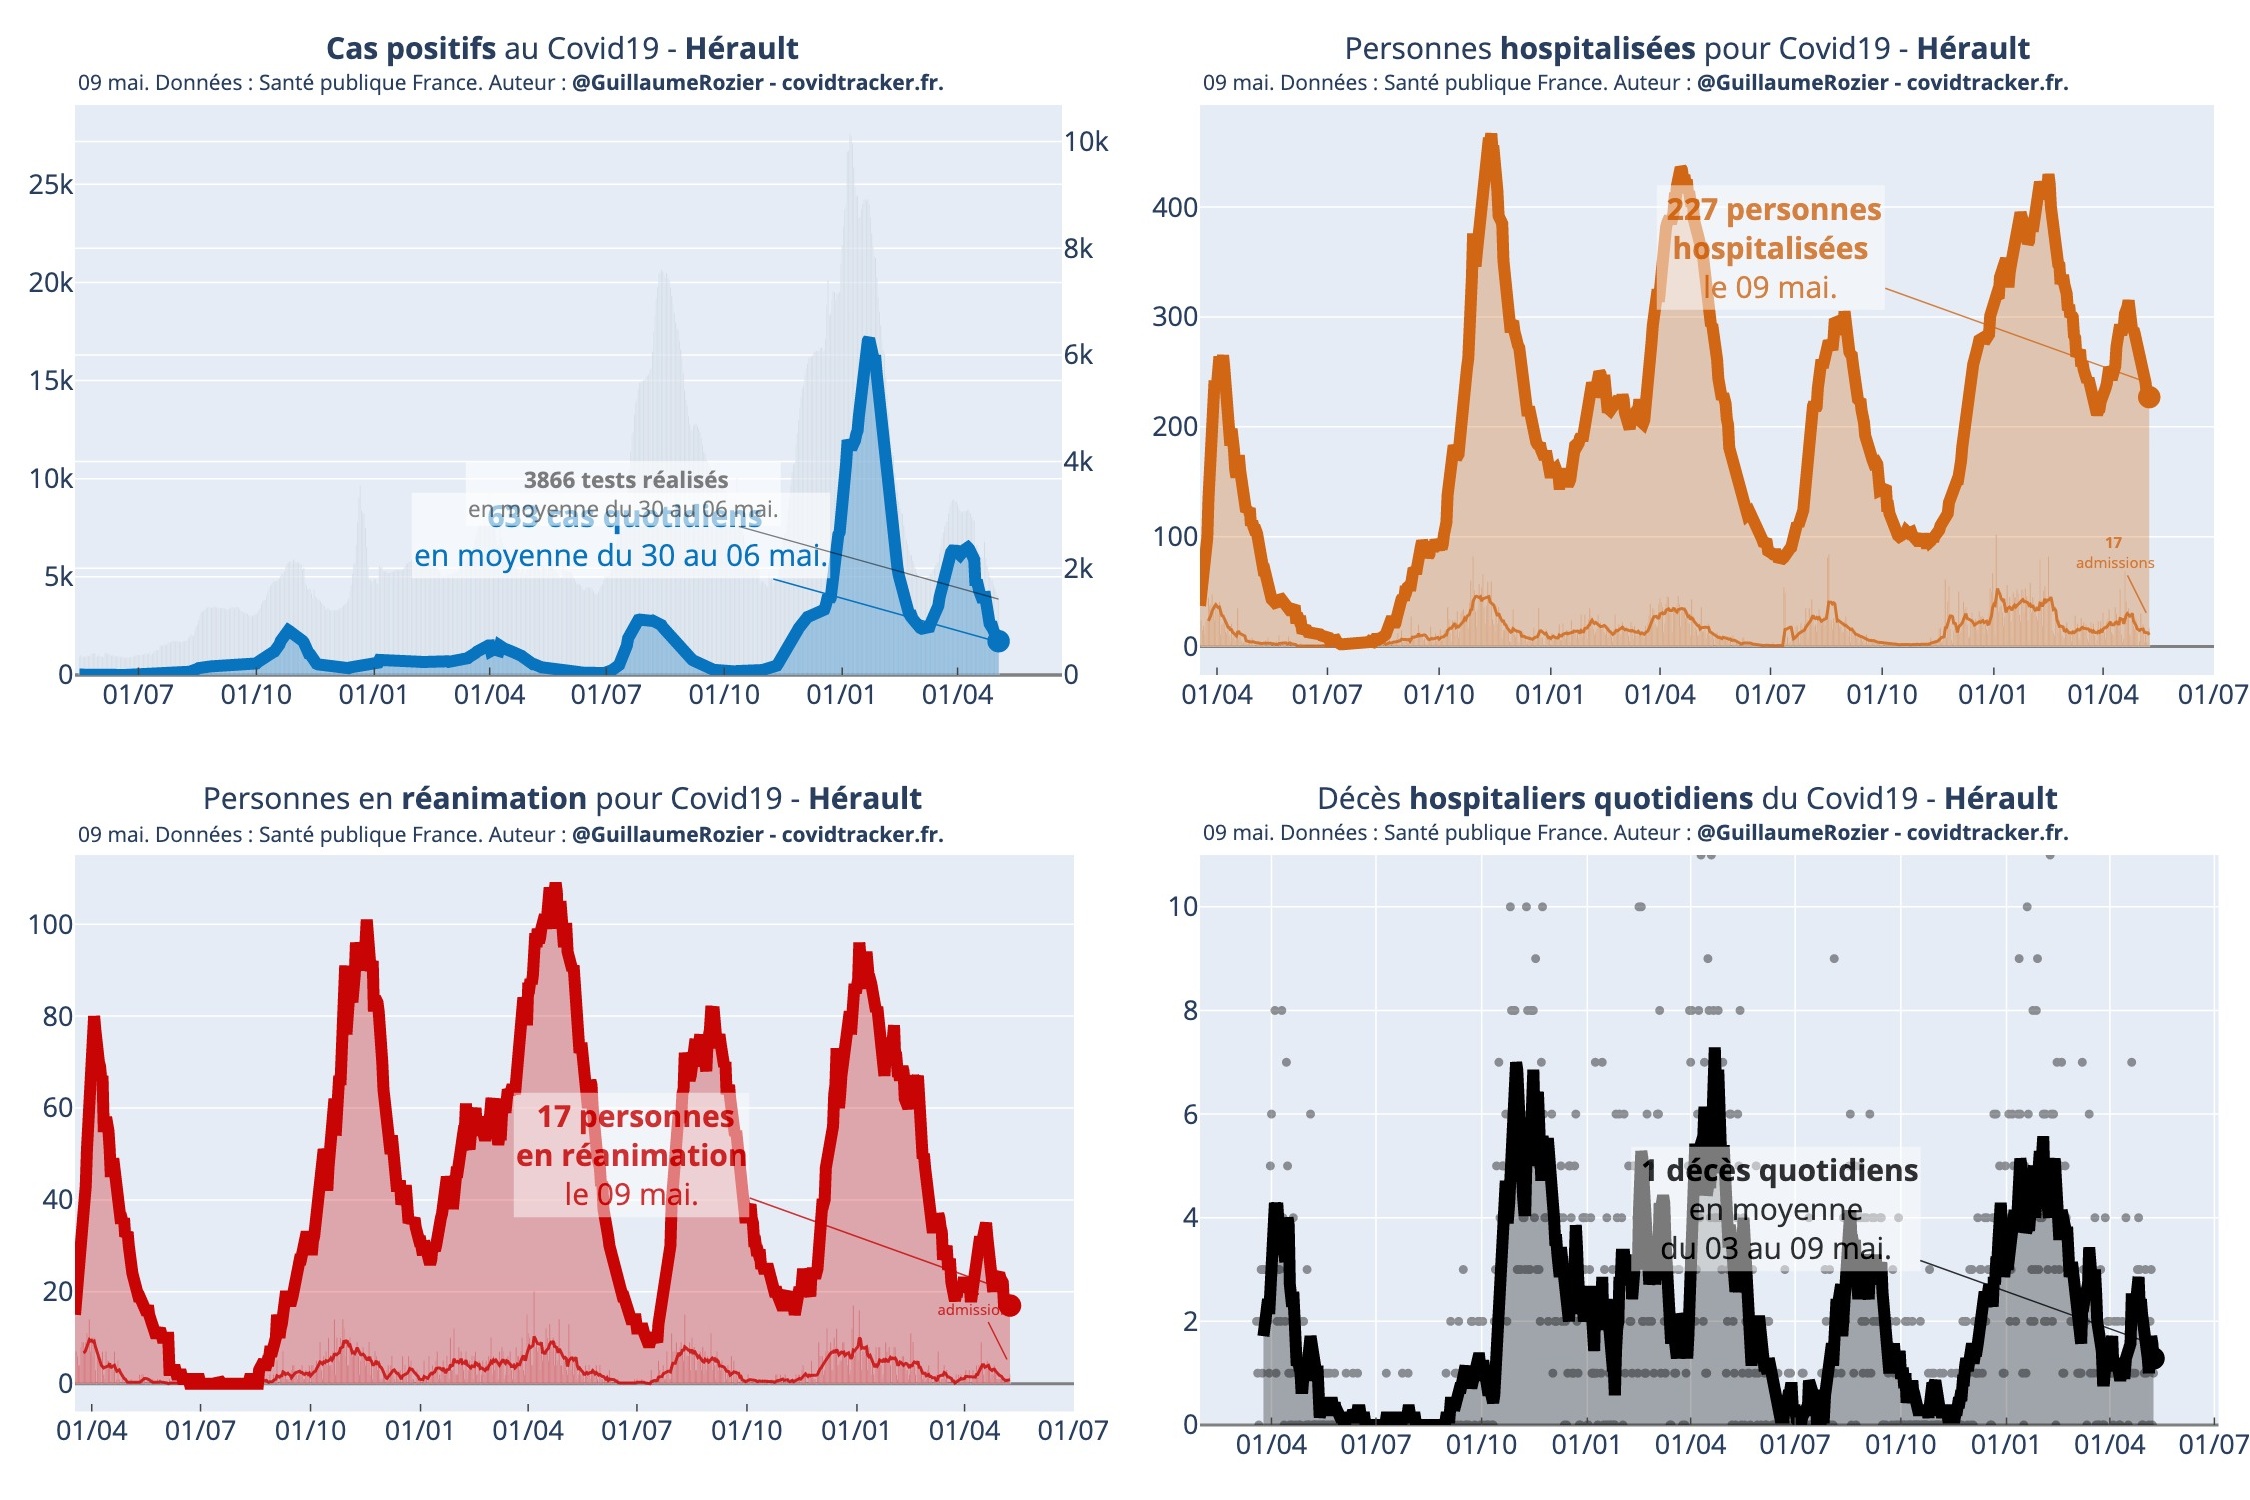 Cas positifs au Covid19 - Hérault
09 mai. Données : Santé publique France. Auteur : @GuillaumeRozier - covidtracker.fr.
25k
20k
15k
10k
5k
0
10k
8k
6k
4k
2k
0
3866 tests réalisés
en moyenne du 30 au 06 mai.
633 cas quotidiens
en moyenne du 30 au 06 mai.
01/07 01/10 01/01 01/04 01/07 01/10 01/01 01/04
Personnes hospitalisées pour Covid19 - Hérault
09 mai. Données : Santé publique France. Auteur : @GuillaumeRozier - covidtracker.fr.
400
300
200
100
0
227 personnes
hospitalisées
le 09 mai.
17
admissions
01/04 01/07 01/10 01/01 01/04 01/07 01/10 01/01 01/04 01/07
Personnes en réanimation pour Covid19 - Hérault
09 mai. Données : Santé publique France. Auteur : @GuillaumeRozier - covidtracker.fr.
100
80
60
40
20
0
17 personnes
en réanimation
le 09 mai.
01/04 01/07 01/10 01/01 01/04 01/07 01/10 01/01 01/04 01/07
Décès hospitaliers quotidiens du Covid19 - Hérault
09 mai. Données : Santé publique France. Auteur : @GuillaumeRozier - covidtracker.fr.
10
8
6
4
2
0
1 décès quotidiens
en moyenne
du 03 au 09 mai.
01/04 01/07 01/10 01/01 01/04 01/07 01/10 01/01 01/04 01/07